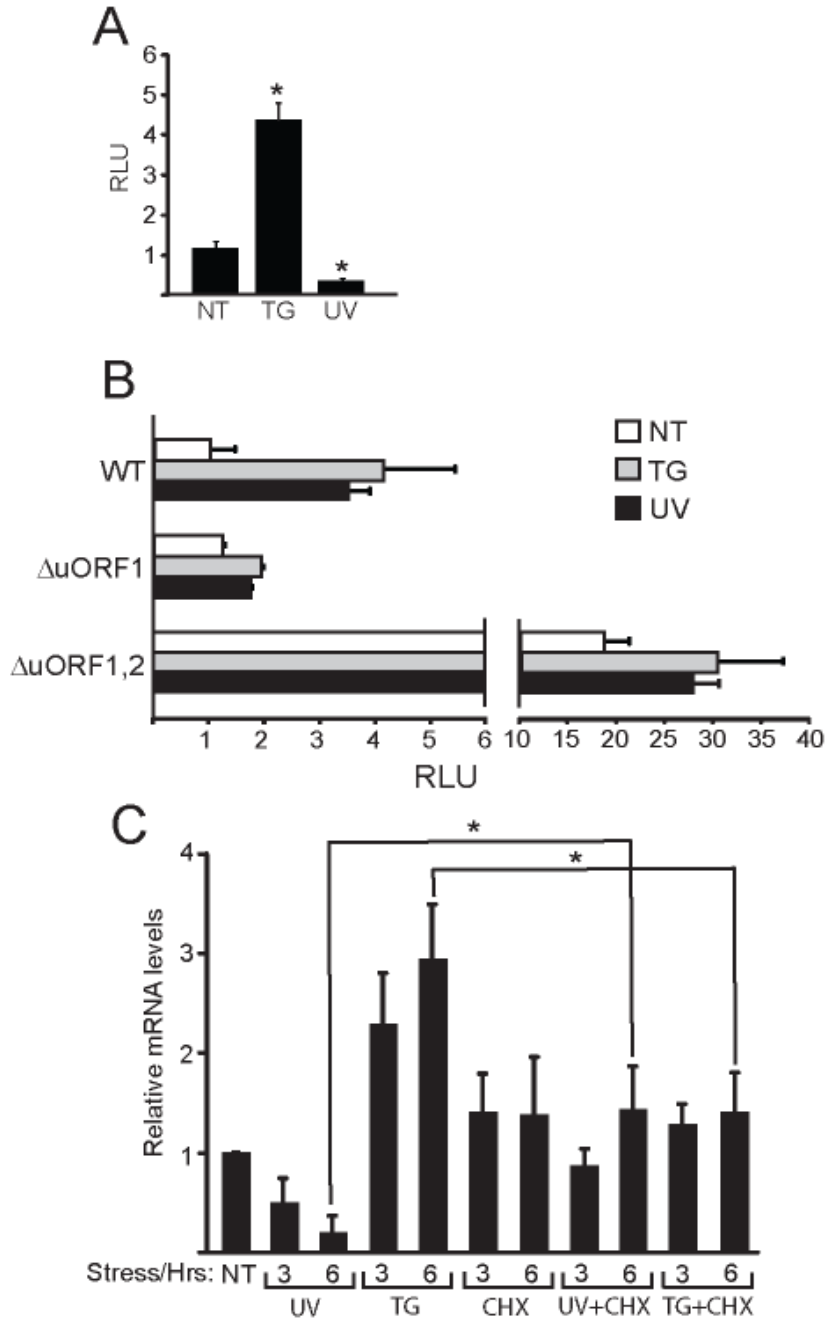 A
6
5
4
3
2
1
RLU
*
*
NT TG UV
B
NT
TG
UV
WT
ΔuORF1
ΔuORF1,2
1 2 3 4 5 6 10 15 20 25 30 35 40
RLU
C
*
*
4
3
2
1
Relative mRNA levels
Stress/Hrs: NT 3 6 3 6 3 6 3 6 3 6
UV TG CHX UV+CHX TG+CHX